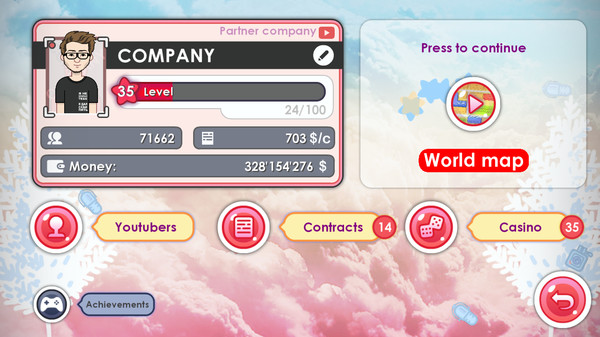 Partner company
COMPANY
35 Level
24/100
71662
703 $/c
Money: 328'154'276 $
Press to continue
World map
Youtubers
Contracts 14
Casino 35
Achievements